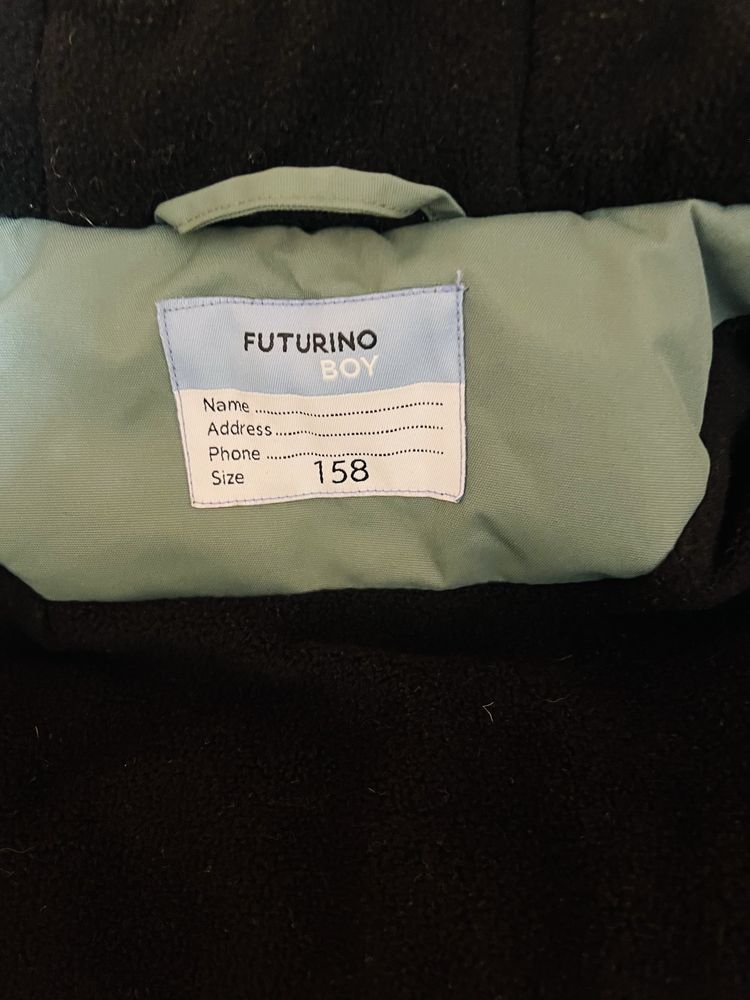 FUTURINO
BOY
Name ........................................
Address ....................................
Phone ......................................
Size 158